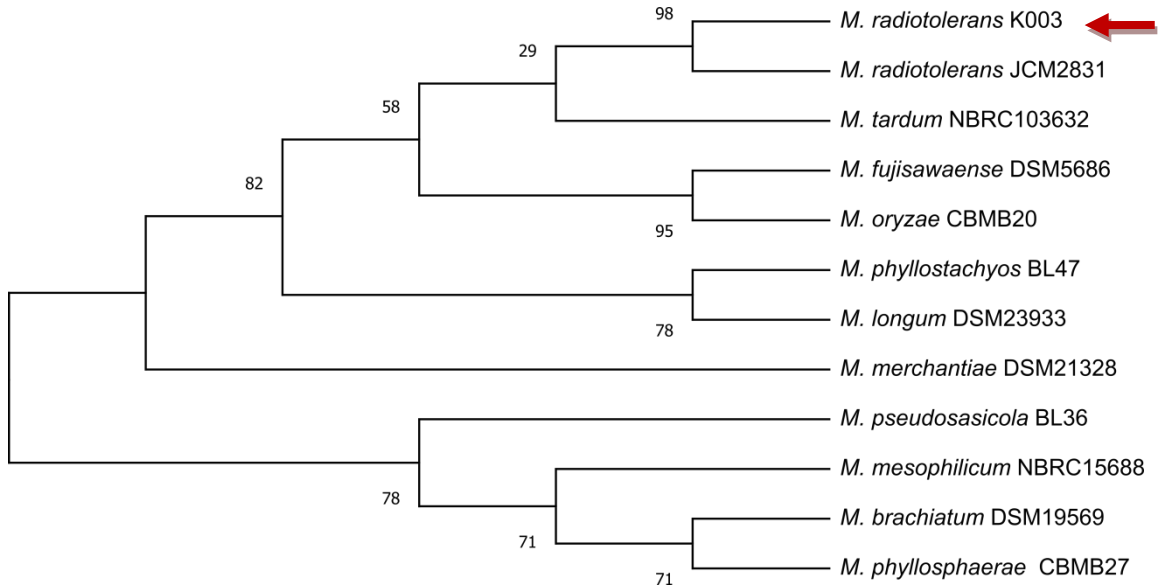 98
M. radiotolerans K003
29
M. radiotolerans JCM2831
58
M. tardum NBRC103632
82
M. fujisawaense DSM5686
95
M. oryzae CBMB20
M. phyllostachyos BL47
78
M. longum DSM23933
M. merchantiae DSM21328
M. pseudosasicola BL36
78
M. mesophilicum NBRC15688
71
M. brachiatum DSM19569
71
M. phyllosphaerae CBMB27